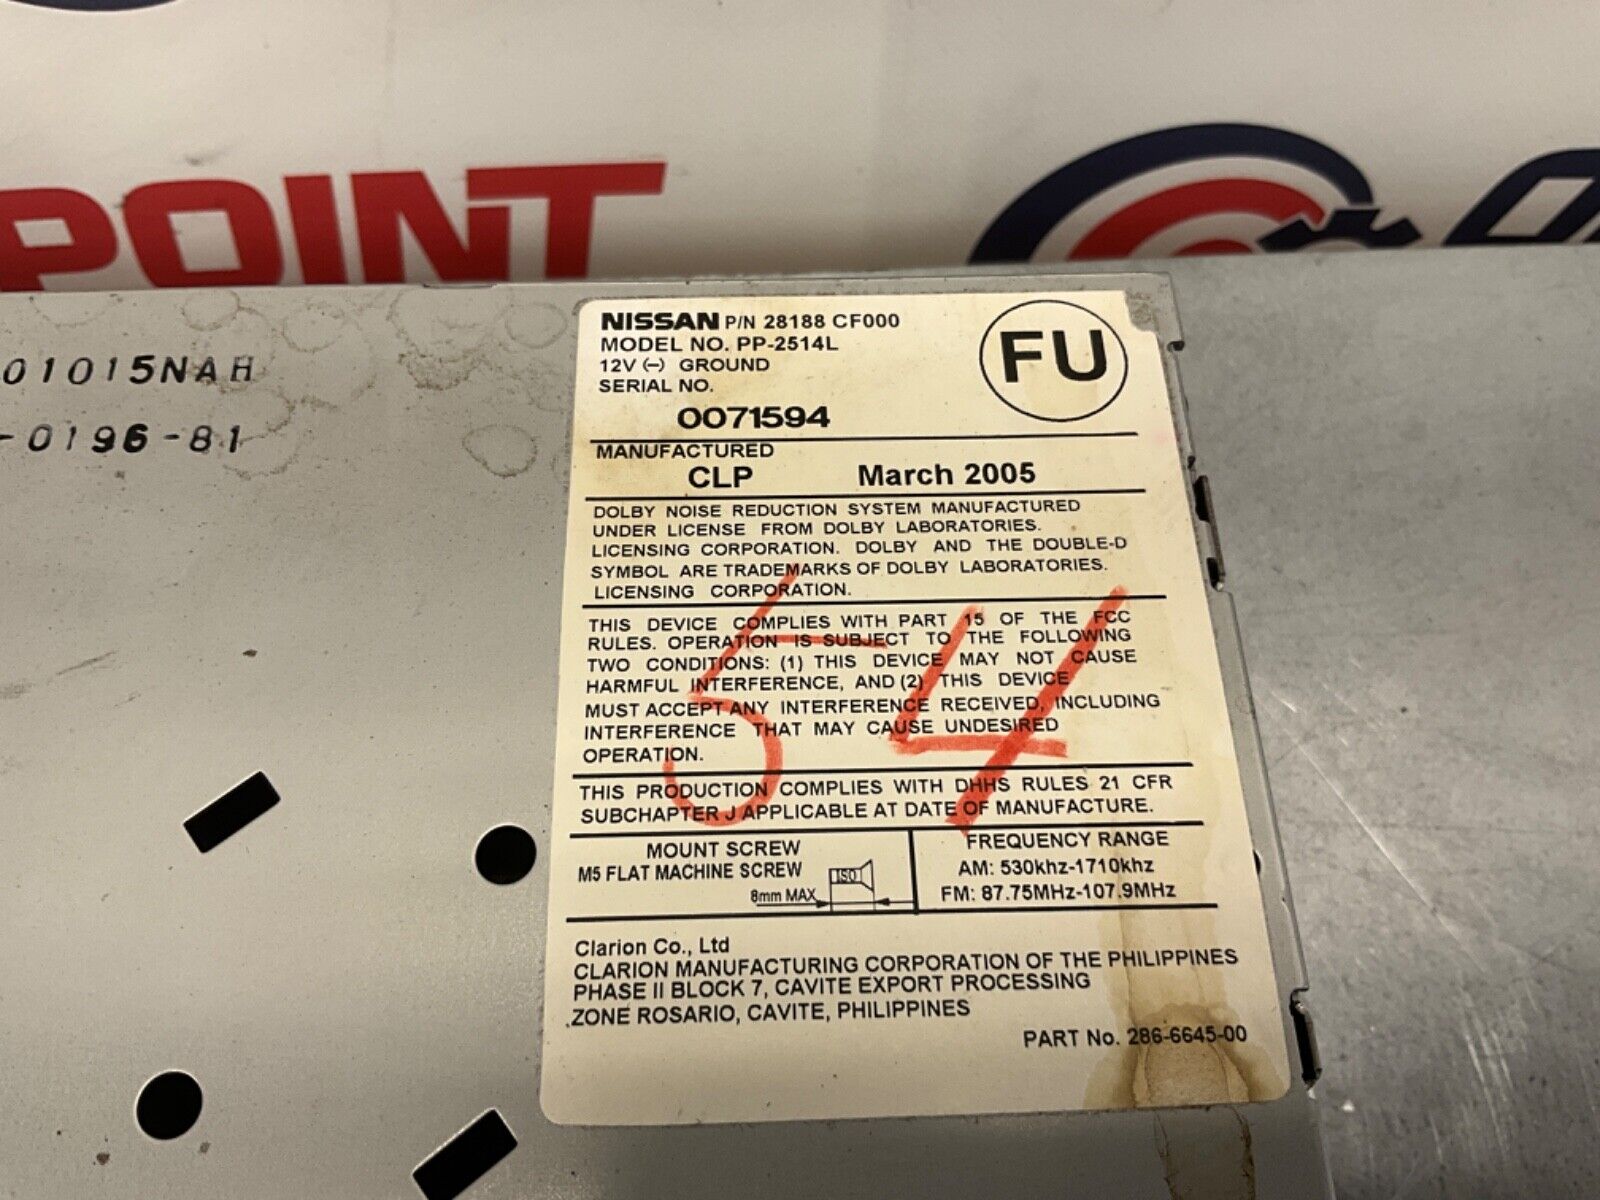 POINT
01015NAH
-0196-81
NISSAN P/N 28188 CF000
MODEL NO. PP-2514L
12V (–) GROUND
SERIAL NO.
0071594
FU
MANUFACTURED
CLP March 2005
DOLBY NOISE REDUCTION SYSTEM MANUFACTURED
UNDER LICENSE FROM DOLBY LABORATORIES.
LICENSING CORPORATION. DOLBY AND THE DOUBLE-D
SYMBOL ARE TRADEMARKS OF DOLBY LABORATORIES.
LICENSING CORPORATION.
THIS DEVICE COMPLIES WITH PART 15 OF THE FCC
RULES. OPERATION IS SUBJECT TO THE FOLLOWING
TWO CONDITIONS: (1) THIS DEVICE MAY NOT CAUSE
HARMFUL INTERFERENCE, AND (2) THIS DEVICE
MUST ACCEPT ANY INTERFERENCE RECEIVED, INCLUDING
INTERFERENCE THAT MAY CAUSE UNDESIRED
OPERATION.
54
THIS PRODUCTION COMPLIES WITH DHHS RULES 21 CFR
SUBCHAPTER J APPLICABLE AT DATE OF MANUFACTURE.
MOUNT SCREW
M5 FLAT MACHINE SCREW
ISO
8mm MAX
FREQUENCY RANGE
AM: 530khz-1710khz
FM: 87.75MHz-107.9MHz
Clarion Co., Ltd
CLARION MANUFACTURING CORPORATION OF THE PHILIPPINES
PHASE II BLOCK 7, CAVITE EXPORT PROCESSING
ZONE ROSARIO, CAVITE, PHILIPPINES
PART No. 286-6645-00